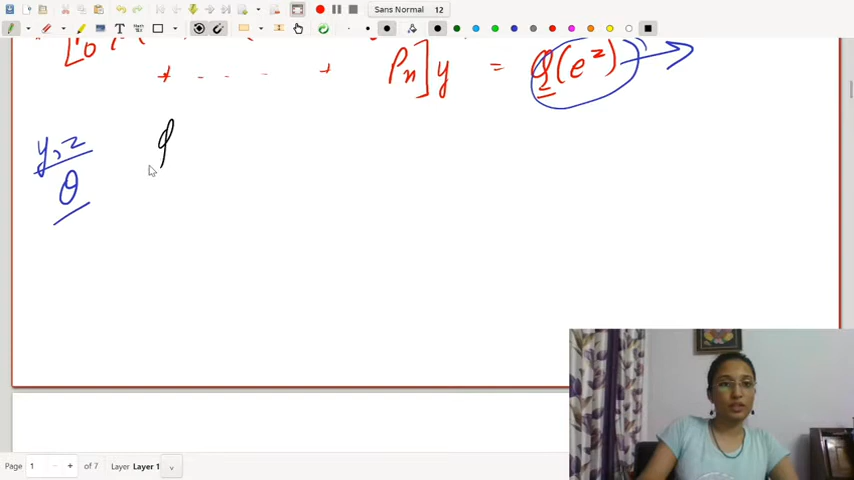 Sans Normal 12
+ . . . . . + Pn ] y = Q (e^z)
y, z
θ
Page 1 of 7 Layer Layer 1